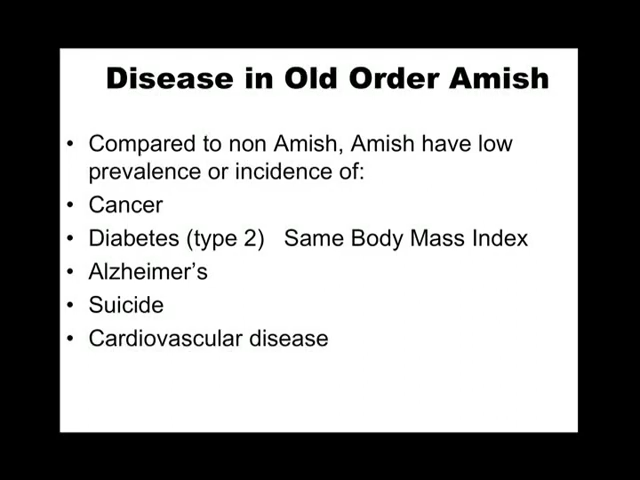 Disease in Old Order Amish
• Compared to non Amish, Amish have low
prevalence or incidence of:
• Cancer
• Diabetes (type 2)   Same Body Mass Index
• Alzheimer's
• Suicide
• Cardiovascular disease